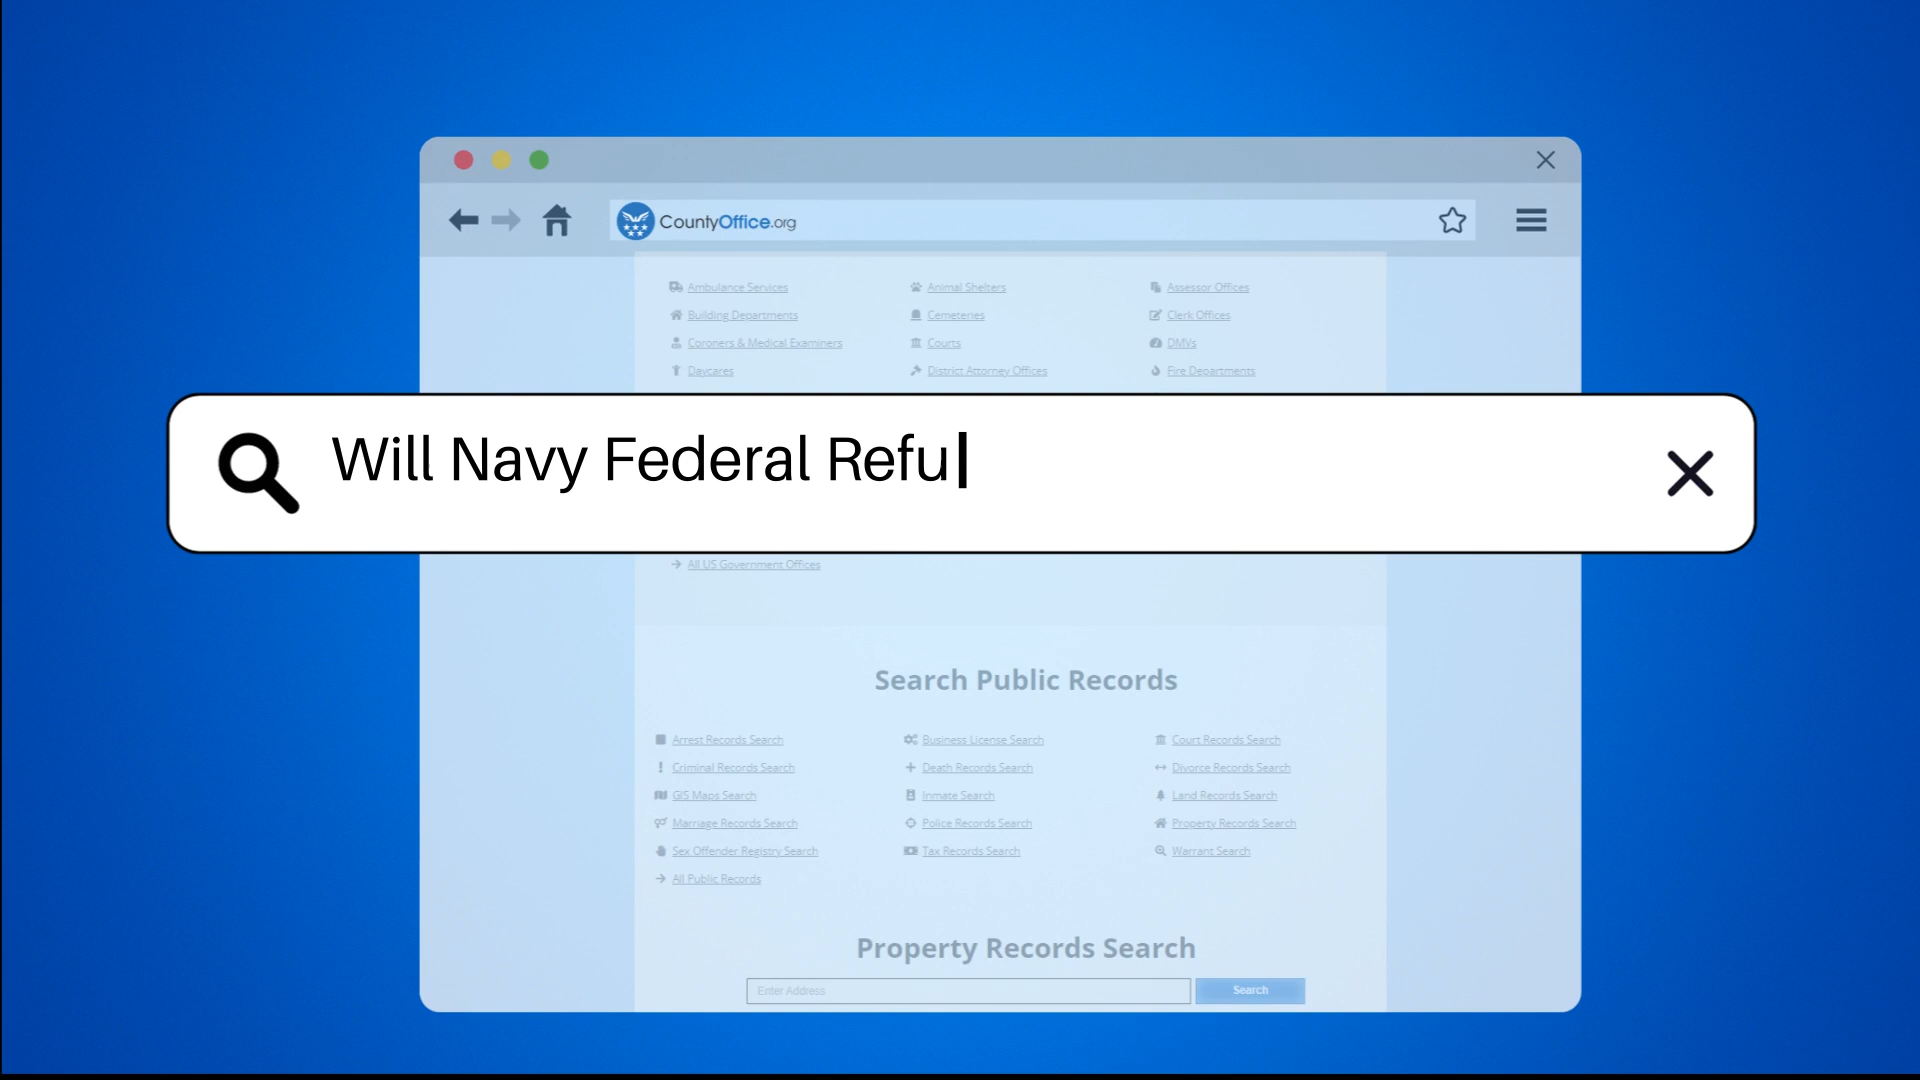 CountyOffice.org
Ambulance Services Animal Shelters Assessor Offices
Building Departments Cemeteries Clerk Offices
Coroners & Medical Examiners Courts DMVs
Daycares District Attorney Offices Fire Departments
Will Navy Federal Refu
All US Government Offices
Search Public Records
Arrest Records Search Business License Search Court Records Search
Criminal Records Search Death Records Search Divorce Records Search
GIS Maps Search Inmate Search Land Records Search
Marriage Records Search Police Records Search Property Records Search
Sex Offender Registry Search Tax Records Search Warrant Search
All Public Records
Property Records Search
Enter Address Search